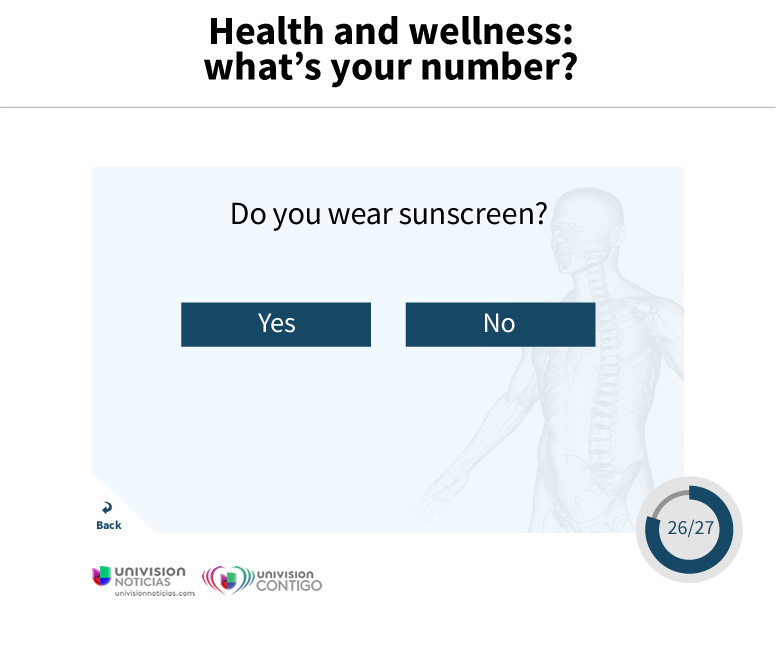 Health and wellness:
what's your number?
Do you wear sunscreen?
Yes
No
Back
26/27
UNIVISION
NOTICIAS
univisionnoticias.com
UNIVISION
CONTIGO